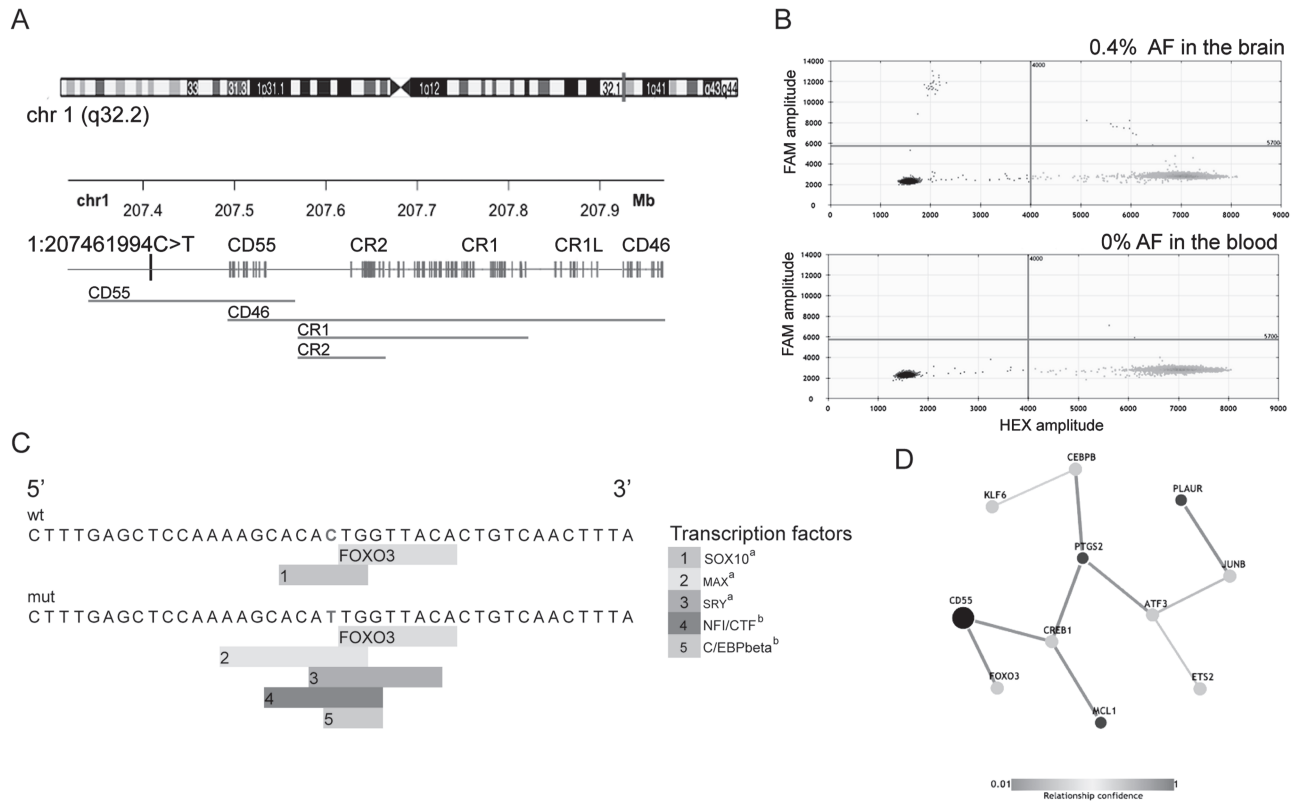 A
33 31.3 1p31.1 1q12 32.1 1q41 q43 q44
chr 1 (q32.2)
chr1 207.4 207.5 207.6 207.7 207.8 207.9 Mb
1:207461994C>T CD55 CR2 CR1 CR1L CD46
CD55
CD46
CR1
CR2
B
0.4% AF in the brain
FAM amplitude
14000
12000
10000
8000
6000
4000
2000
0
4000
5700
0 1000 2000 3000 4000 5000 6000 7000 8000 9000
0% AF in the blood
FAM amplitude
14000
12000
10000
8000
6000
4000
2000
0
4000
5700
0 1000 2000 3000 4000 5000 6000 7000 8000 9000
HEX amplitude
C
5’ 3’
wt
CTTTGAGCTCCAAAAGCACACTGGTTACACTGTCAACTTTA
FOXO3
1
mut
CTTTGAGCTCCAAAAGCACATTGGTTACACTGTCAACTTTA
FOXO3
2
3
4
5
Transcription factors
1 SOX10a
2 MAXa
3 SRYa
4 NFI/CTFb
5 C/EBPbetab
D
CEBPB
KLF6
PLAUR
PTGS2
JUNB
CD55
ATF3
CREB1
FOXO3
ETS2
MCL1
0.01 1
Relationship confidence